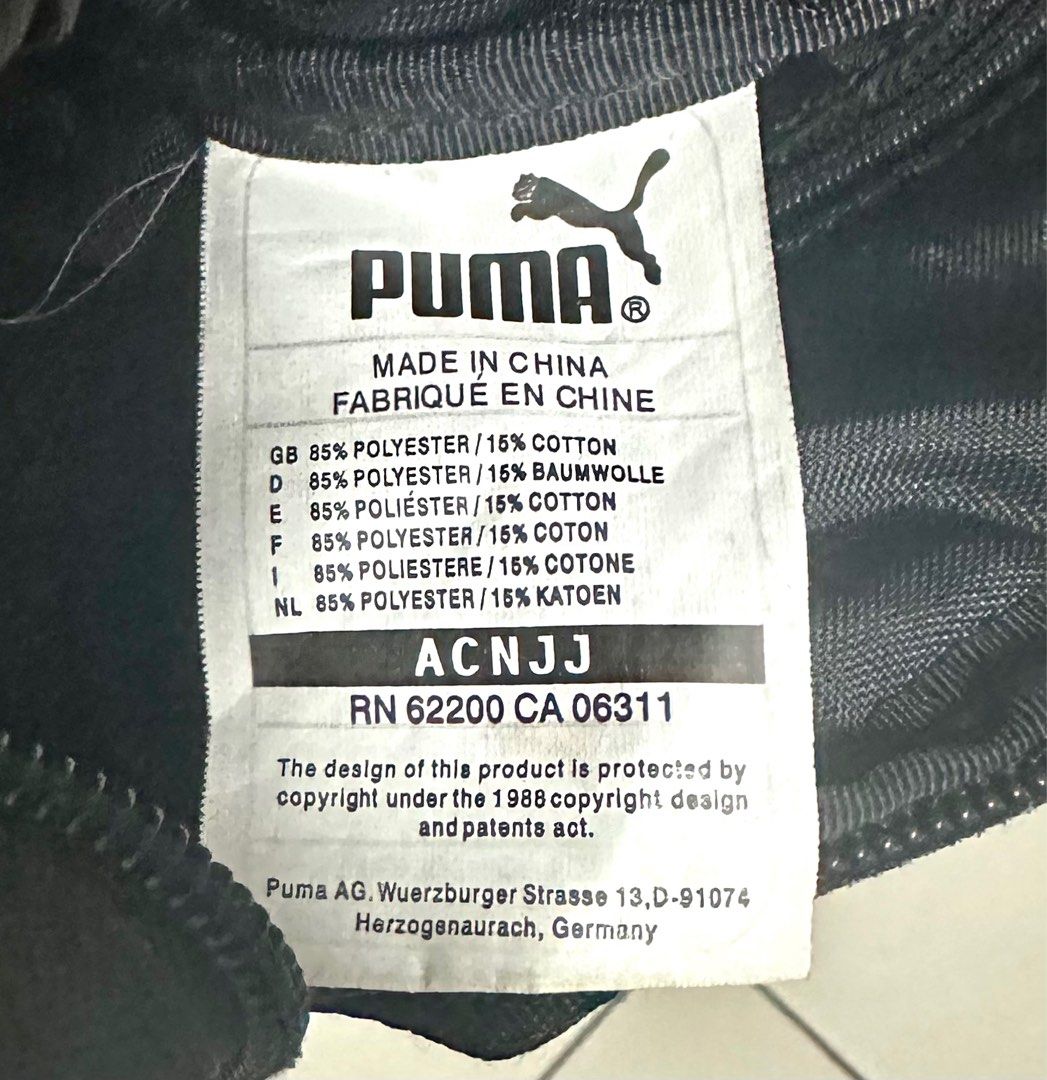 PUMA®
MADE IN CHINA
FABRIQUÉ EN CHINE
GB 85% POLYESTER / 15% COTTON
D 85% POLYESTER / 15% BAUMWOLLE
E 85% POLIÉSTER / 15% COTTON
F 85% POLYESTER / 15% COTON
I 85% POLIESTERE / 15% COTONE
NL 85% POLYESTER / 15% KATOEN
ACNJJ
RN 62200 CA 06311
The design of this product is protected by
copyright under the 1988 copyright design
and patents act.
Puma AG. Wuerzburger Strasse 13, D-91074
Herzogenaurach, Germany